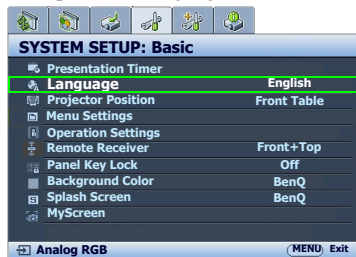 SYSTEM SETUP: Basic
Presentation Timer
Language English
Projector Position Front Table
Menu Settings
Operation Settings
Remote Receiver Front+Top
Panel Key Lock Off
Background Color BenQ
Splash Screen BenQ
MyScreen
Analog RGB MENU Exit